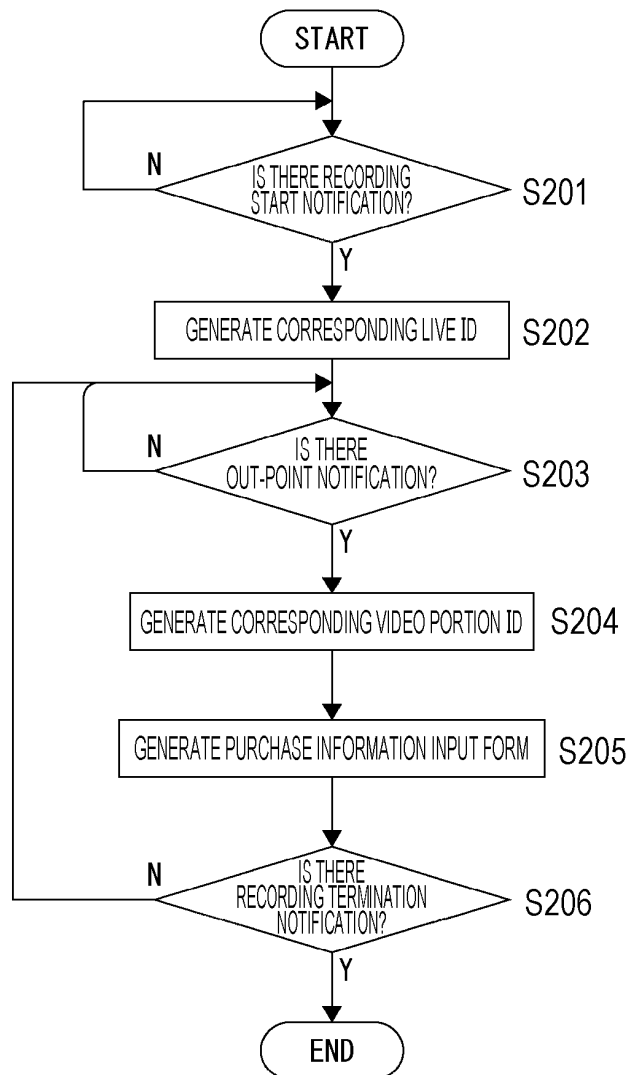 START
N
IS THERE RECORDING
START NOTIFICATION?
S201
Y
GENERATE CORRESPONDING LIVE ID
S202
N
IS THERE
OUT-POINT NOTIFICATION?
S203
Y
GENERATE CORRESPONDING VIDEO PORTION ID
S204
GENERATE PURCHASE INFORMATION INPUT FORM
S205
N
IS THERE
RECORDING TERMINATION
NOTIFICATION?
S206
Y
END